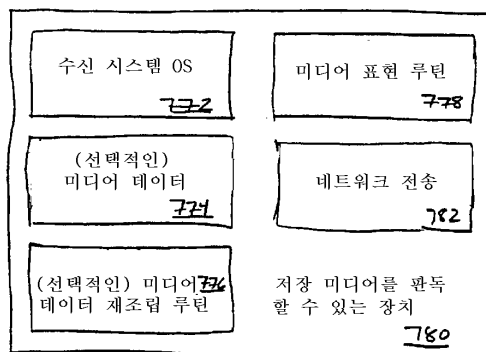 수신 시스템 OS
772
미디어 표현 루틴
778
(선택적인)
미디어 데이터
774
네트워크 전송
782
(선택적인) 미디어 776
데이터 재조립 루틴
저장 미디어를 판독
할 수 있는 장치
780